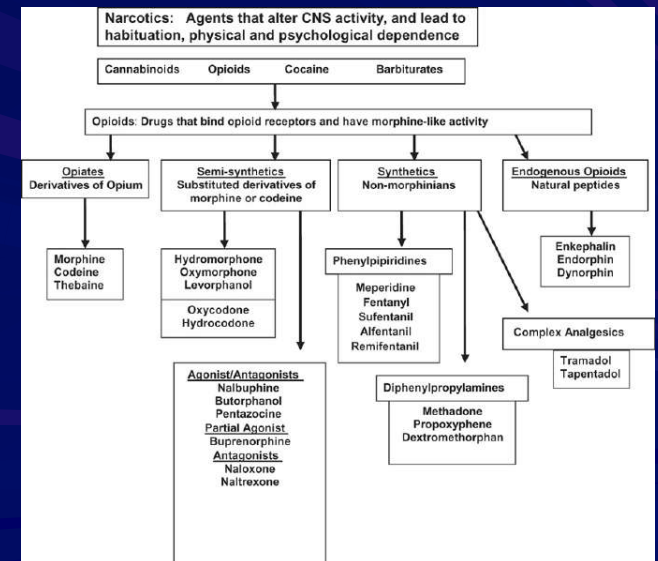 Narcotics: Agents that alter CNS activity, and lead to
habituation, physical and psychological dependence
Cannabinoids Opioids Cocaine Barbiturates
Opioids: Drugs that bind opioid receptors and have morphine-like activity
Opiates
Derivatives of Opium
Semi-synthetics
Substituted derivatives of
morphine or codeine
Synthetics
Non-morphinians
Endogenous Opioids
Natural peptides
Morphine
Codeine
Thebaine
Hydromorphone
Oxymorphone
Levorphanol
Oxycodone
Hydrocodone
Phenylpipiridines
Meperidine
Fentanyl
Sufentanil
Alfentanil
Remifentanil
Enkephalin
Endorphin
Dynorphin
Complex Analgesics
Tramadol
Tapentadol
Agonist/Antagonists
Nalbuphine
Butorphanol
Pentazocine
Partial Agonist
Buprenorphine
Antagonists
Naloxone
Naltrexone
Diphenylpropylamines
Methadone
Propoxyphene
Dextromethorphan